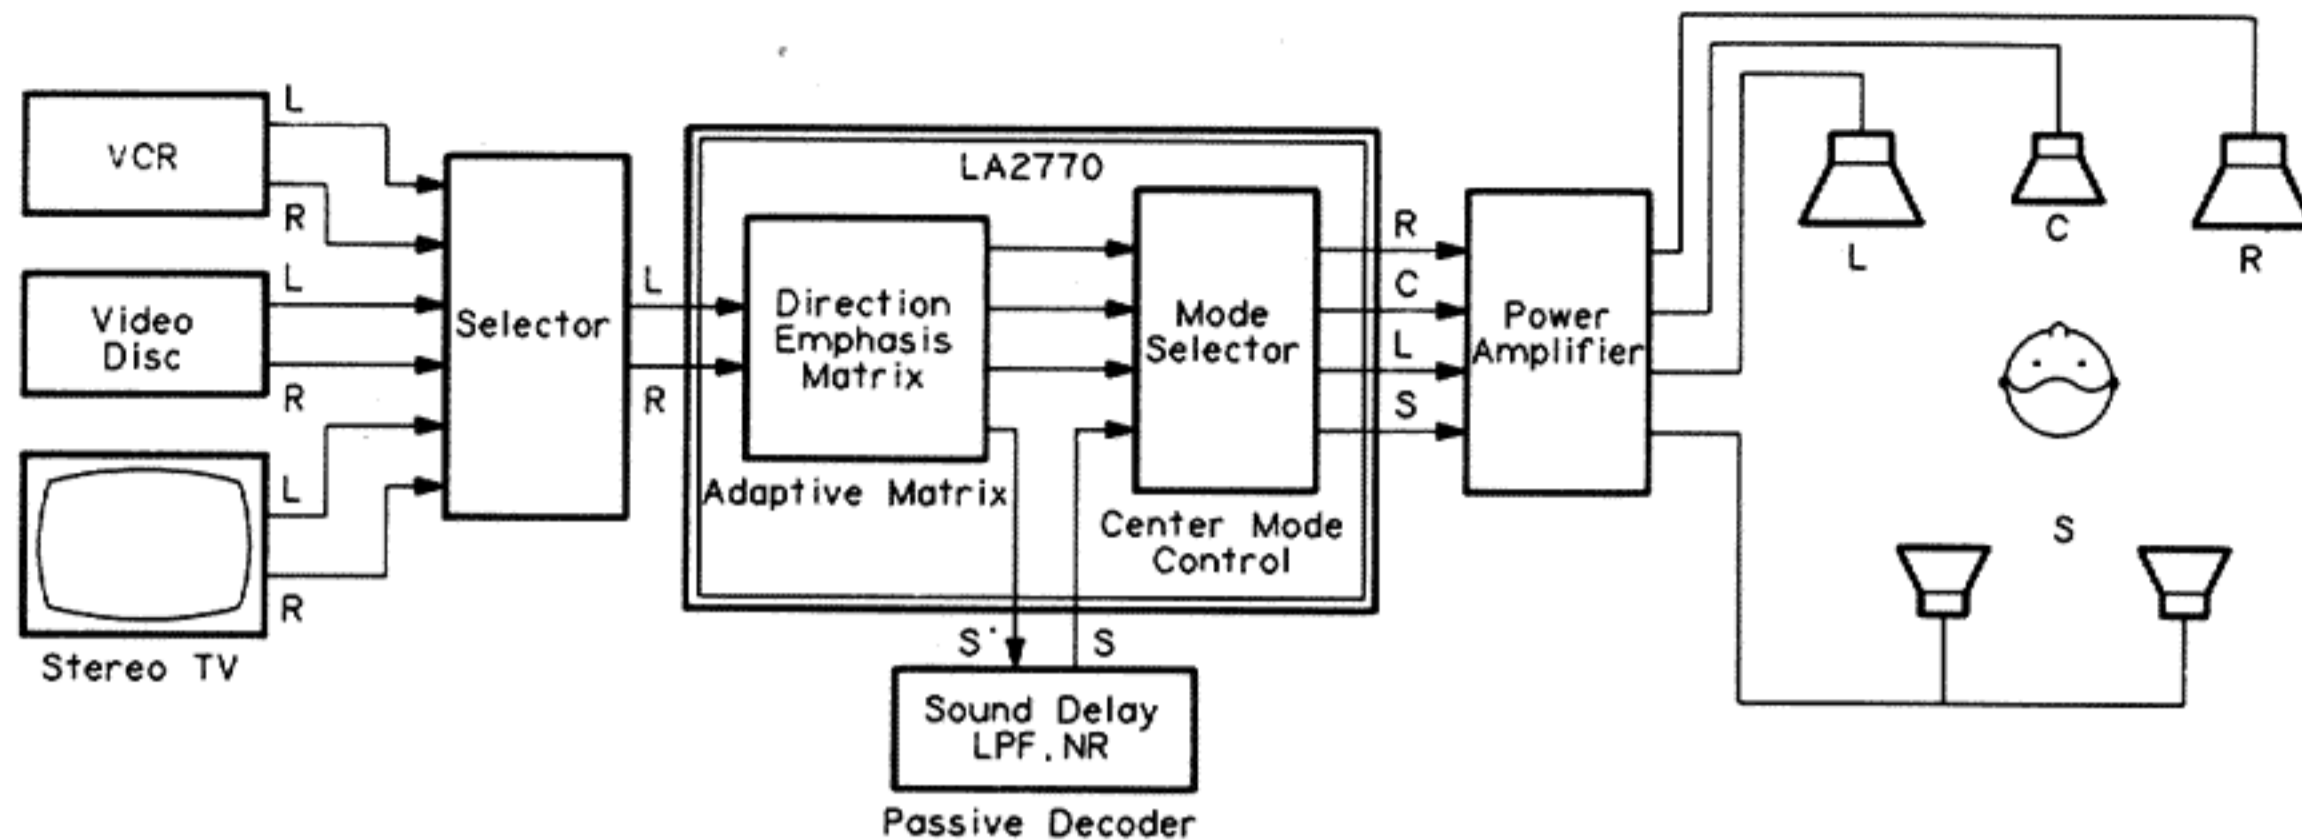 L
VCR
R
L
Video
Disc
R
L
R
Stereo TV
Selector
L
R
LA2770
Direction
Emphasis
Matrix
Adaptive Matrix
Mode
Selector
Center Mode
Control
S'
S
Sound Delay
LPF. NR
Passive Decoder
R
C
L
S
Power
Amplifier
L
C
R
S